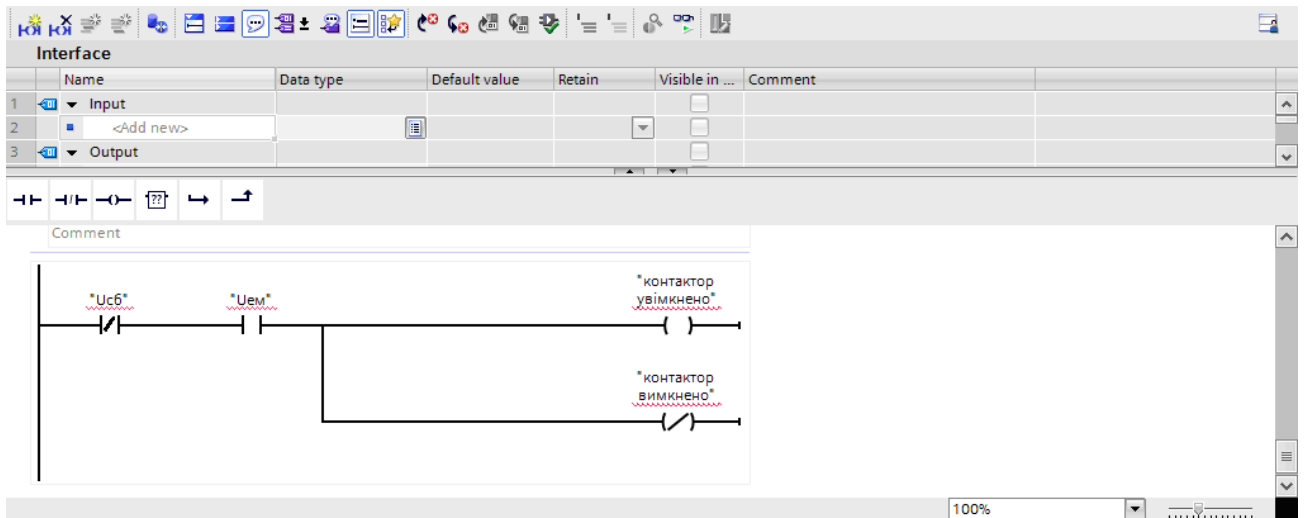 Interface
Name Data type Default value Retain Visible in ... Comment
1 Input
2 <Add new>
3 Output
??
Comment
"Uсб" "Uем" "контактор
увімкнено"
"контактор
вимкнено"
100%